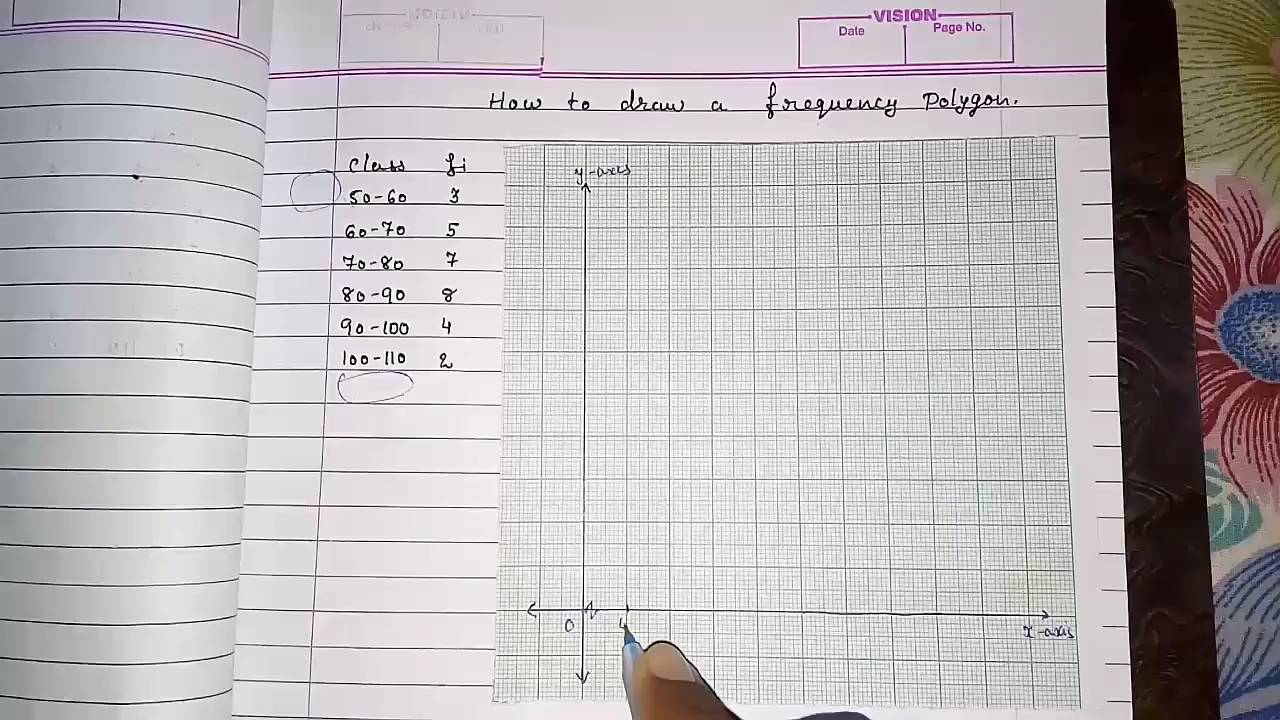 VISION
Date Page No.
How to draw a frequency Polygon.
Class fi
50-60 3
60-70 5
70-80 7
80-90 8
90-100 4
100-110 2
y-axis
0
x-axis